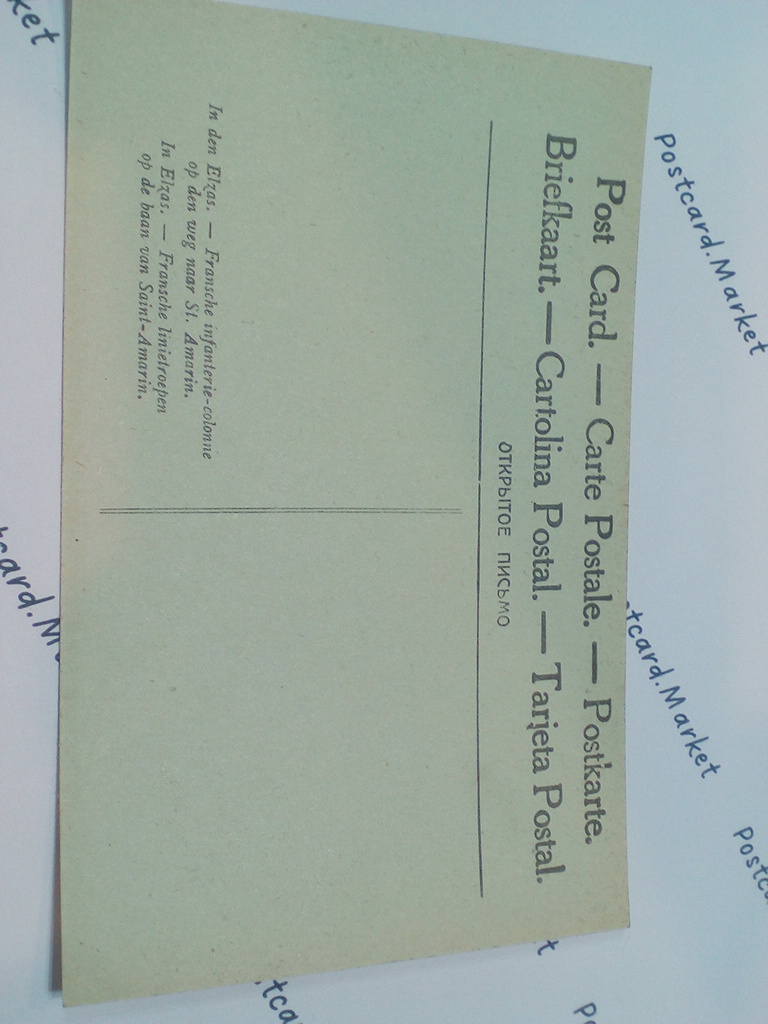 Post Card. — Carte Postale. — Postkarte.
Briefkaart. — Cartolina Postal. — Tarjeta Postal.
ОТКРЫТОЕ ПИСЬМО
In den Elzas. — Fransche infanterie-colonne
op den weg naar St. Amarin.
In Elzas. — Fransche linietroepen
op de baan van Saint-Amarin.
Postcard.Market
tcard.Market